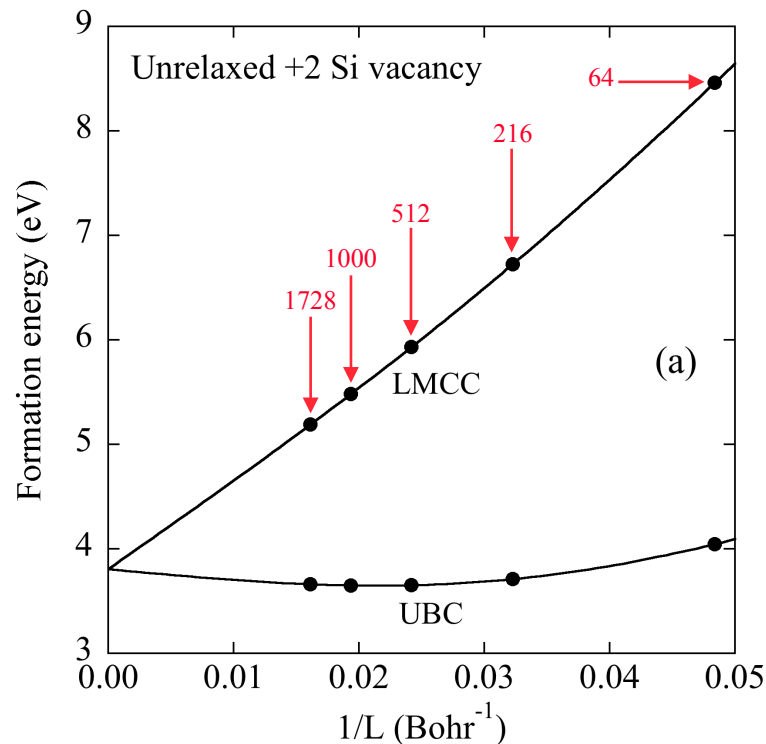 Unrelaxed +2 Si vacancy
64
216
512
1000
1728
LMCC
(a)
UBC
Formation energy (eV)
9
8
7
6
5
4
3
0.00 0.01 0.02 0.03 0.04 0.05
1/L (Bohr⁻¹)